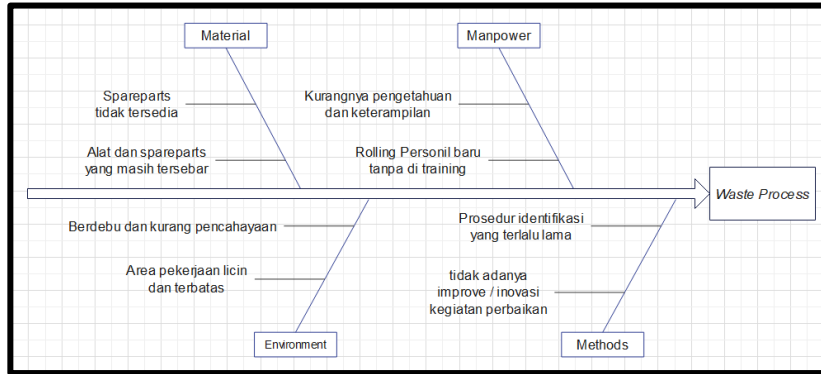 Material
Manpower
Spareparts
tidak tersedia
Kurangnya pengetahuan
dan keterampilan
Alat dan spareparts
yang masih tersebar
Rolling Personil baru
tanpa di training
Waste Process
Berdebu dan kurang pencahayaan
Prosedur identifikasi
yang terlalu lama
Area pekerjaan licin
dan terbatas
tidak adanya
improve / inovasi
kegiatan perbaikan
Environment
Methods